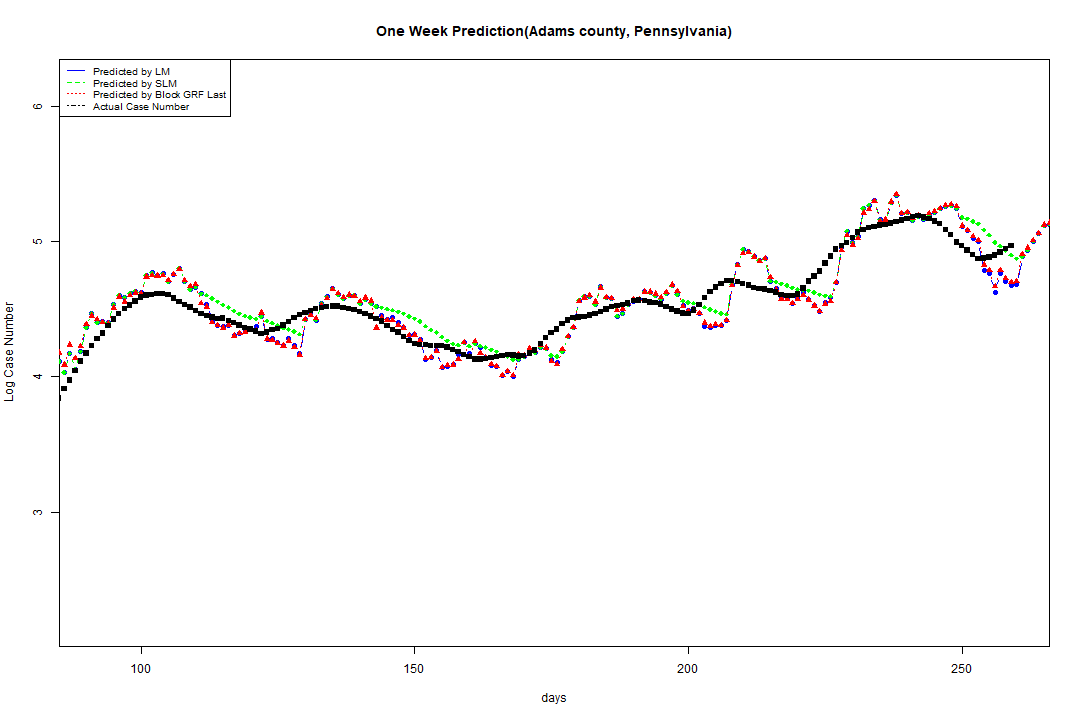 One Week Prediction(Adams county, Pennsylvania)
Predicted by LM
Predicted by SLM
Predicted by Block GRF Last
Actual Case Number
6
5
4
3
Log Case Number
100 150 200 250
days